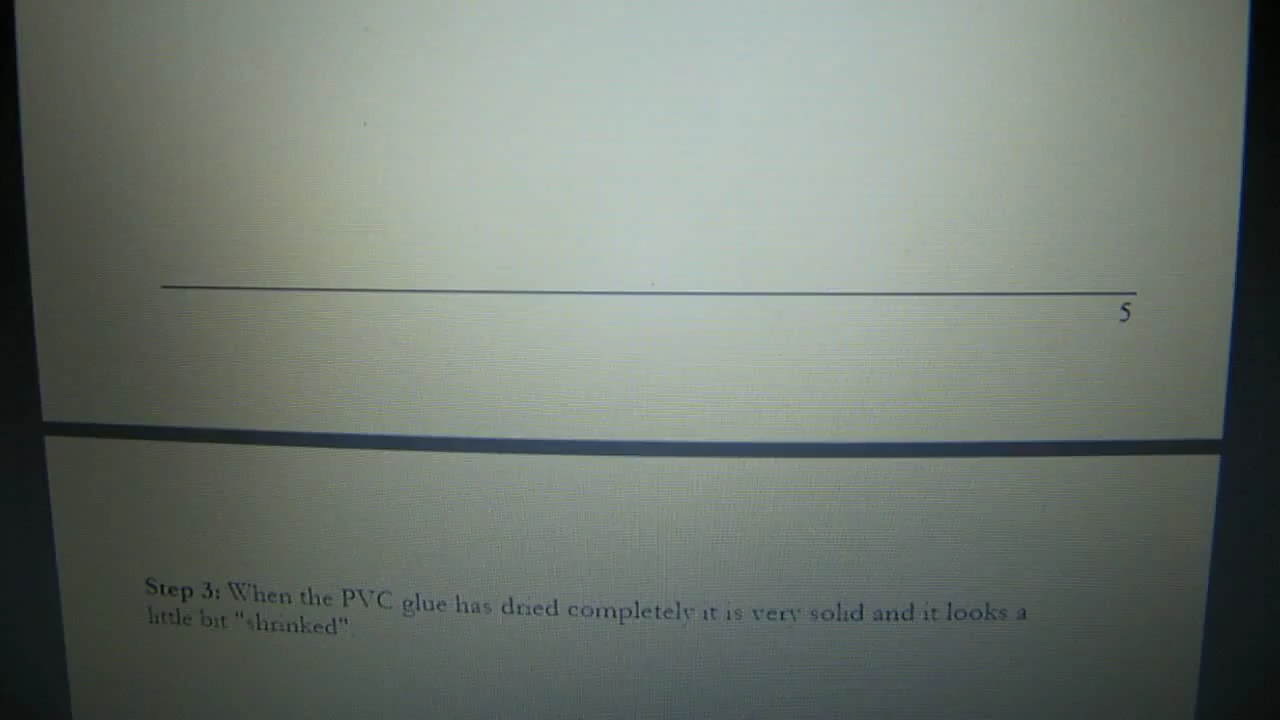 5
Step 3: When the PVC glue has dried completely it is very solid and it looks a
little bit "shrinked"